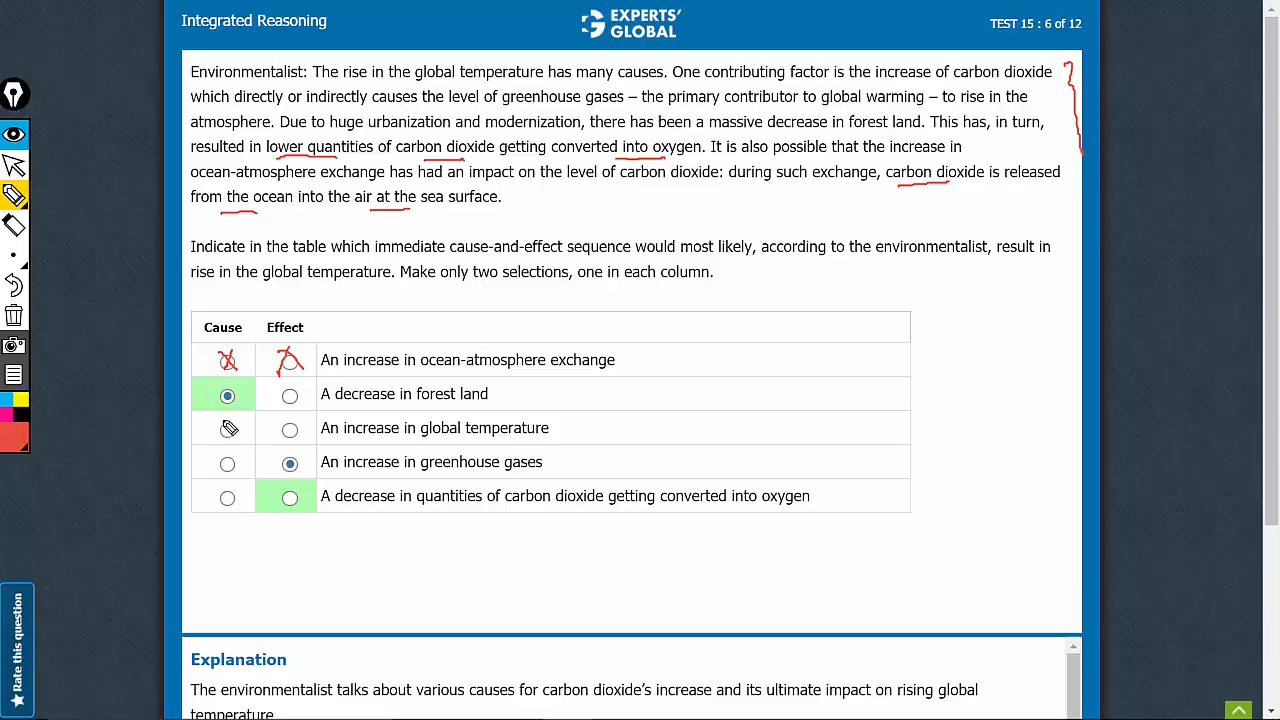 Integrated Reasoning
EXPERTS'
GLOBAL
TEST 15 : 6 of 12
Environmentalist: The rise in the global temperature has many causes. One contributing factor is the increase of carbon dioxide
which directly or indirectly causes the level of greenhouse gases – the primary contributor to global warming – to rise in the
atmosphere. Due to huge urbanization and modernization, there has been a massive decrease in forest land. This has, in turn,
resulted in lower quantities of carbon dioxide getting converted into oxygen. It is also possible that the increase in
ocean-atmosphere exchange has had an impact on the level of carbon dioxide: during such exchange, carbon dioxide is released
from the ocean into the air at the sea surface.
Indicate in the table which immediate cause-and-effect sequence would most likely, according to the environmentalist, result in
rise in the global temperature. Make only two selections, one in each column.
Cause Effect
An increase in ocean-atmosphere exchange
A decrease in forest land
An increase in global temperature
An increase in greenhouse gases
A decrease in quantities of carbon dioxide getting converted into oxygen
Rate this question
Explanation
The environmentalist talks about various causes for carbon dioxide's increase and its ultimate impact on rising global
temperature.